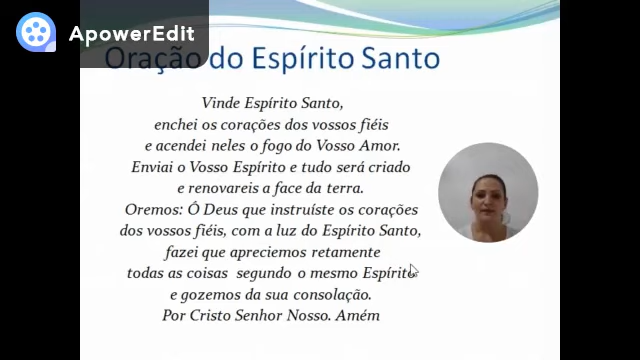 ApowerEdit
Oração do Espírito Santo
Vinde Espírito Santo,
enchei os corações dos vossos fiéis
e acendei neles o fogo do Vosso Amor.
Enviai o Vosso Espírito e tudo será criado
e renovareis a face da terra.
Oremos: Ó Deus que instruíste os corações
dos vossos fiéis, com a luz do Espírito Santo,
fazei que apreciemos retamente
todas as coisas segundo o mesmo Espírito
e gozemos da sua consolação.
Por Cristo Senhor Nosso. Amém